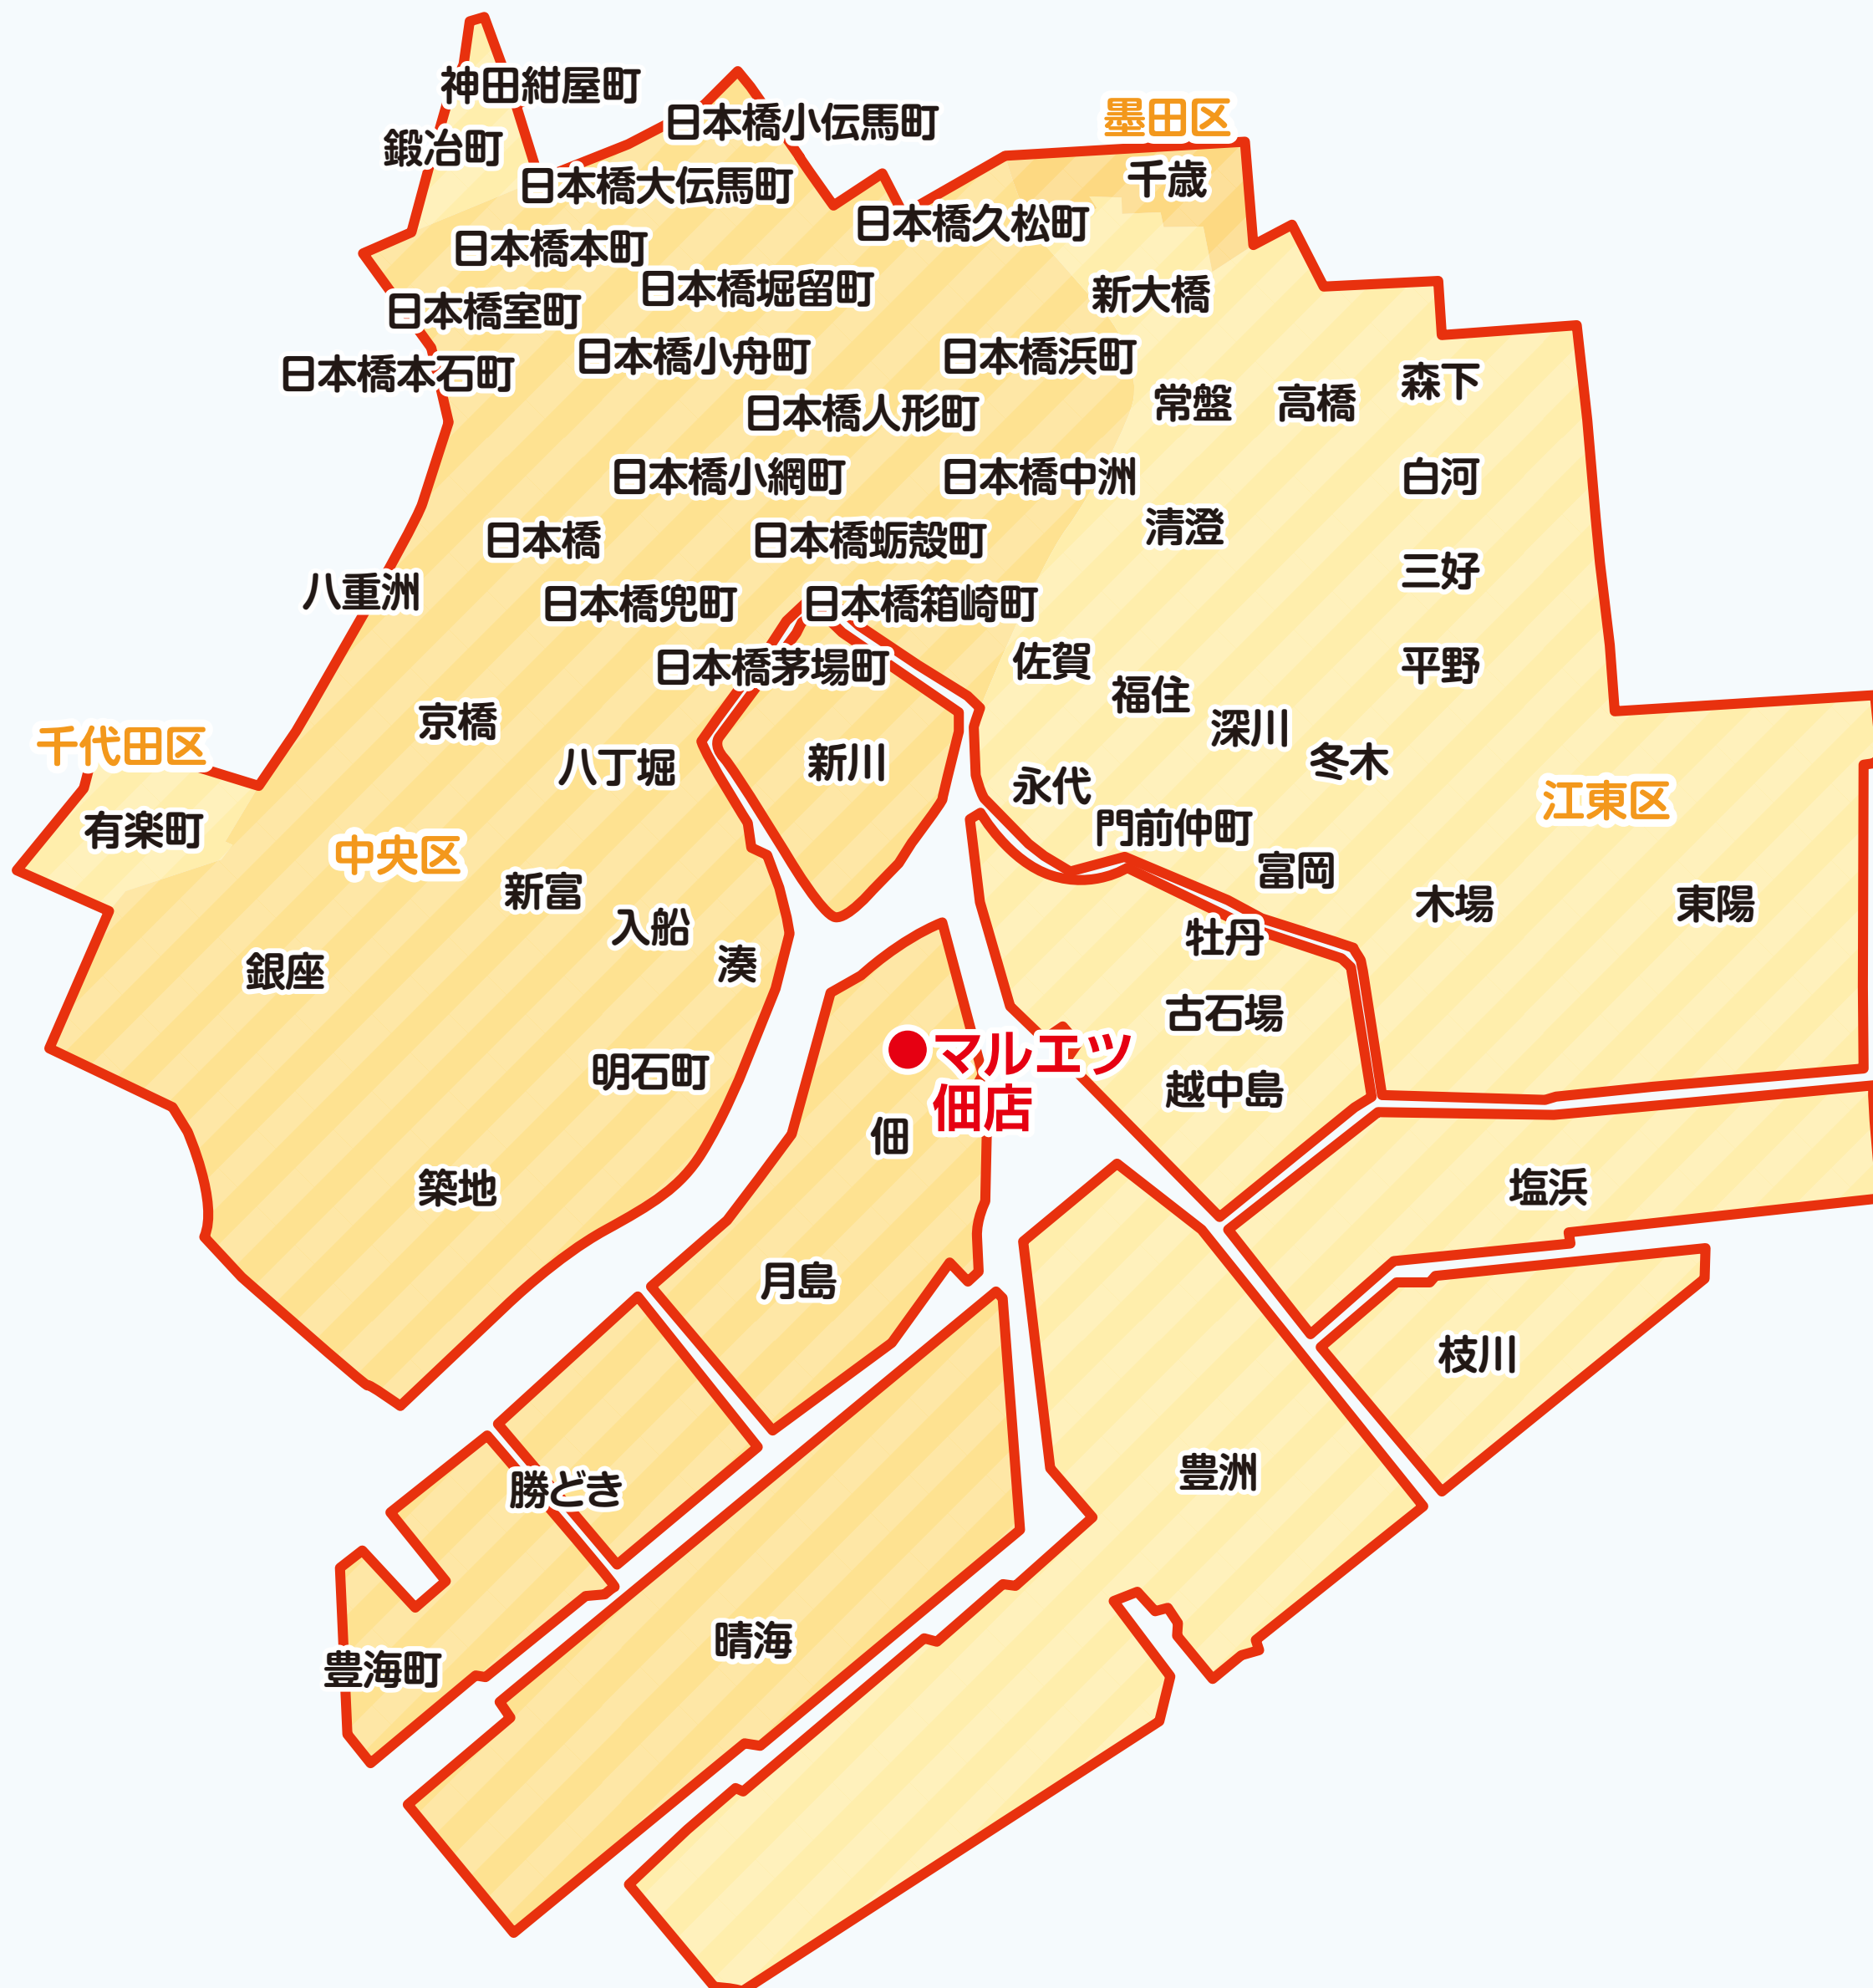 神田紺屋町
日本橋小伝馬町
墨田区
鍛冶町
日本橋大伝馬町
千歳
日本橋久松町
日本橋本町
日本橋堀留町
新大橋
日本橋室町
日本橋小舟町
日本橋浜町
日本橋本石町
森下
常盤
高橋
日本橋人形町
日本橋小網町
日本橋中洲
白河
清澄
日本橋
日本橋蛎殻町
三好
八重洲
日本橋兜町
日本橋箱崎町
佐賀
日本橋茅場町
平野
福住
京橋
深川
千代田区
八丁堀
新川
冬木
永代
江東区
有楽町
門前仲町
中央区
富岡
新富
木場
東陽
入船
牡丹
湊
銀座
古石場
マルエツ
佃店
明石町
越中島
佃
築地
塩浜
月島
枝川
豊洲
勝どき
晴海
豊海町